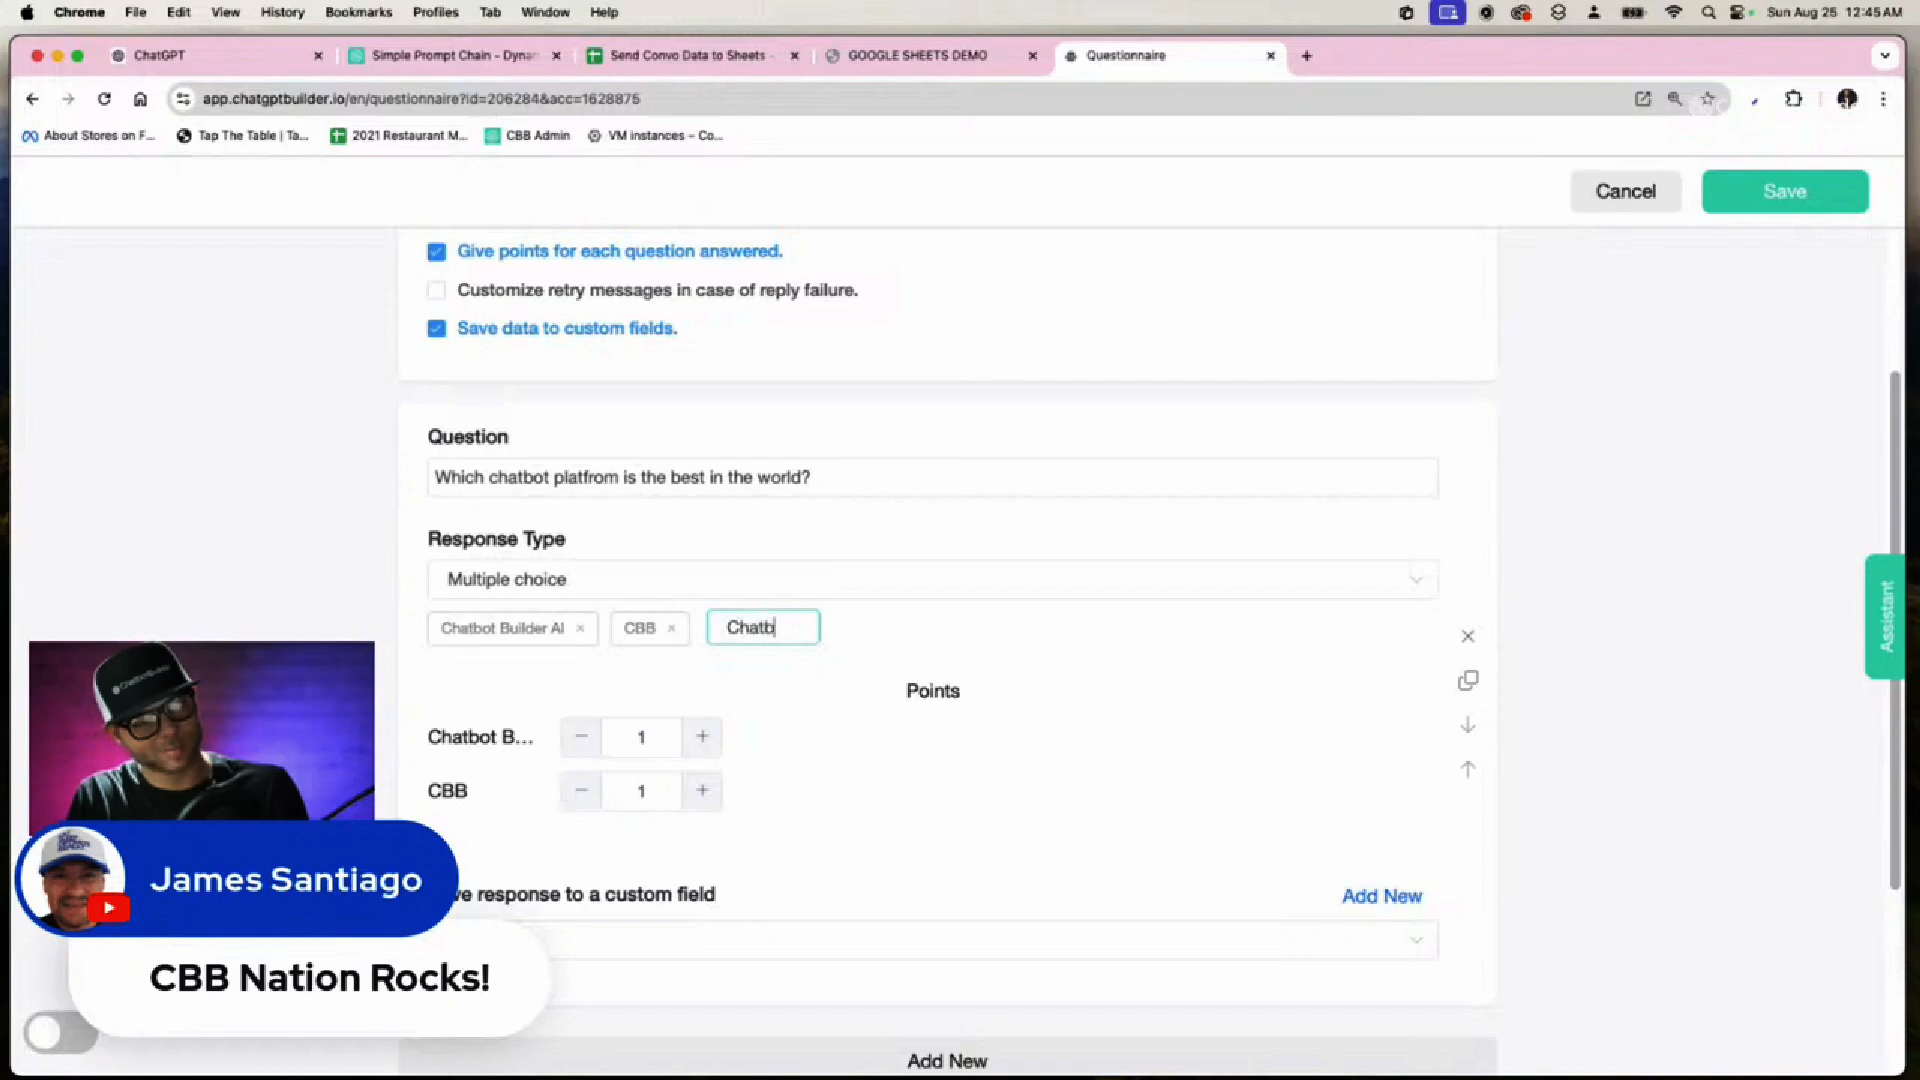 Chrome File Edit View History Bookmarks Profiles Tab Window Help Sun Aug 25 12:45 AM
ChatGPT Simple Prompt Chain - Dynar Send Convo Data to Sheets - GOOGLE SHEETS DEMO Questionnaire
app.chatgptbuilder.io/en/questionnaire?id=206284&acc=1628875
About Stores on F... Tap The Table | Ta... 2021 Restaurant M... CBB Admin VM instances – Co...
Cancel Save
Give points for each question answered.
Customize retry messages in case of reply failure.
Save data to custom fields.
Question
Which chatbot platfrom is the best in the world?
Response Type
Multiple choice
Chatbot Builder AI × CBB × Chatb
Assistant
Points
Chatbot B... − 1 +
CBB − 1 +
James Santiago
ve response to a custom field Add New
CBB Nation Rocks!
Add New